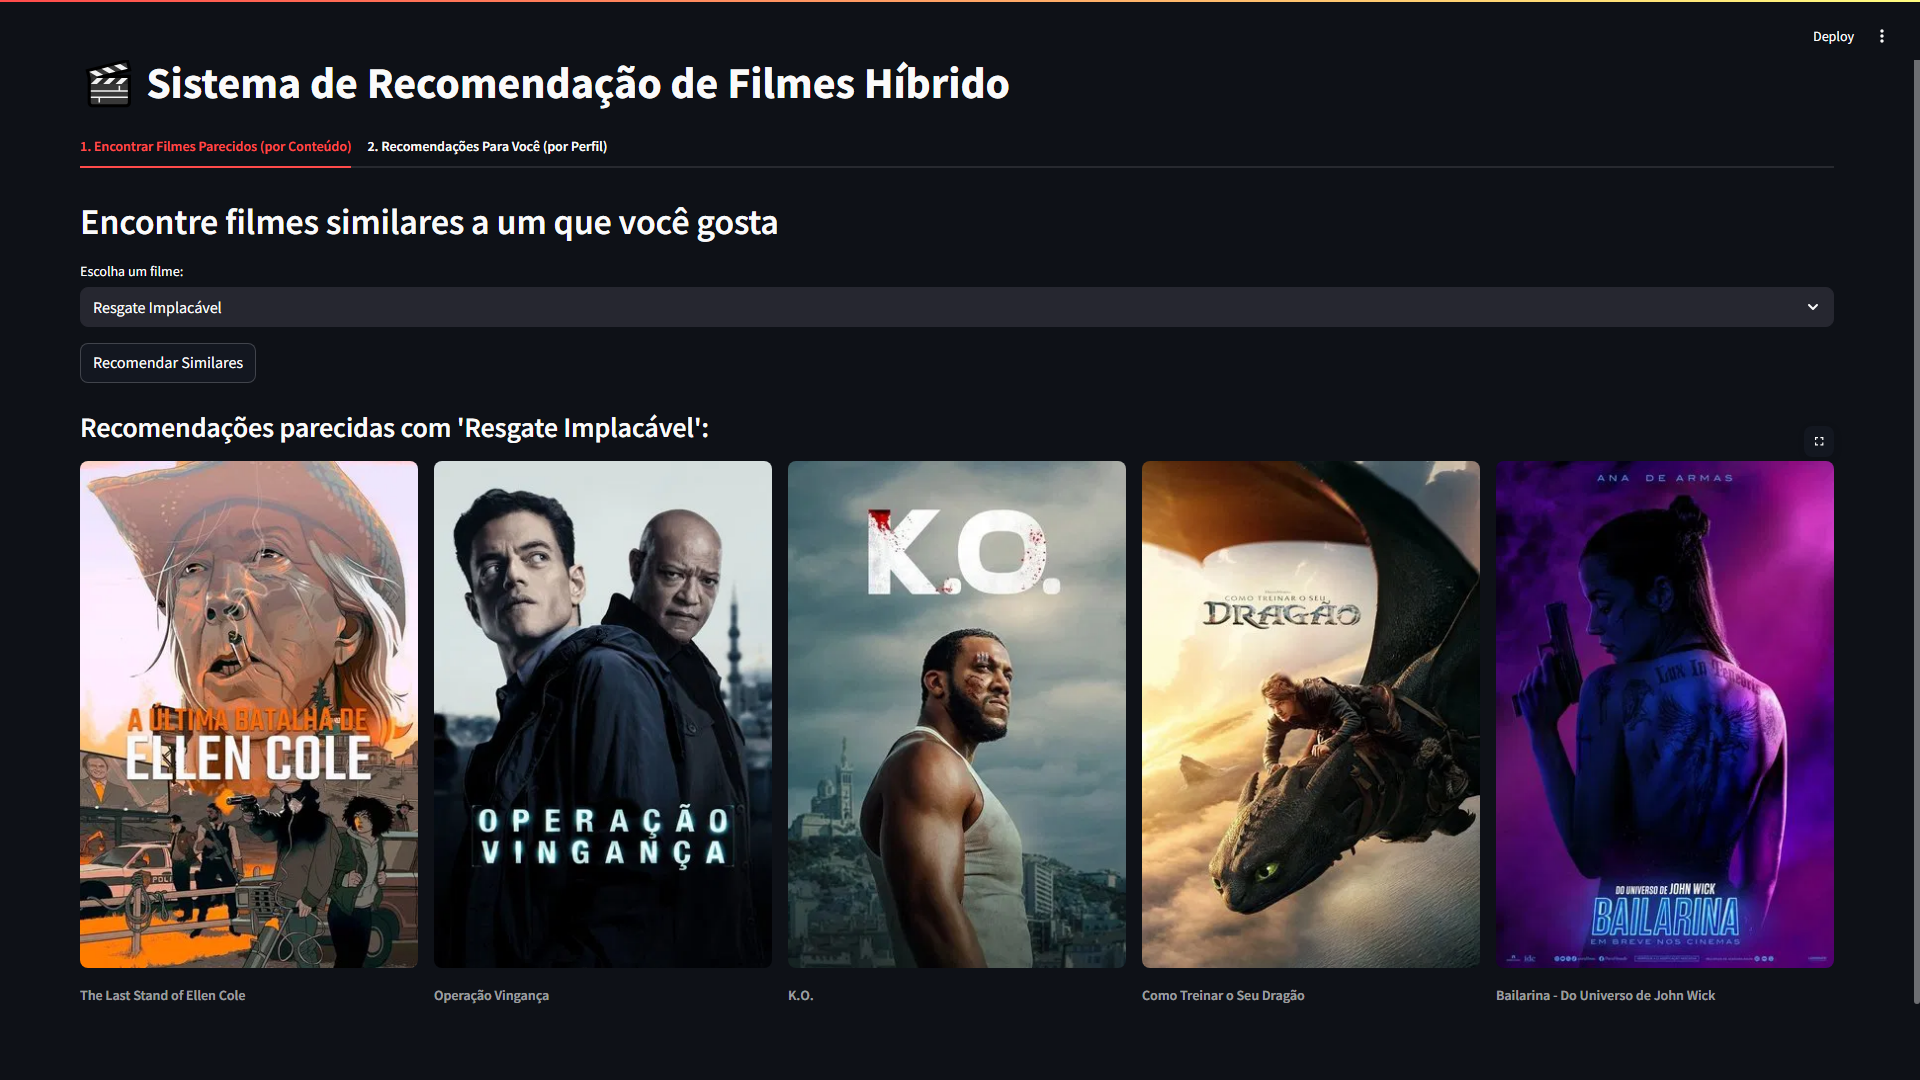 Deploy
Sistema de Recomendação de Filmes Híbrido
1. Encontrar Filmes Parecidos (por Conteúdo) 2. Recomendações Para Você (por Perfil)
Encontre filmes similares a um que você gosta
Escolha um filme:
Resgate Implacável
Recomendar Similares
Recomendações parecidas com 'Resgate Implacável':
A ÚLTIMA BATALHA DE
ELLEN COLE
POLI
OPERAÇÃO
VINGANÇA
K.O.
COMO TREINAR O SEU
DRAGÃO
ANA DE ARMAS
Lux In Tenebris
DO UNIVERSO DE JOHN WICK
BAILARINA
EM BREVE NOS CINEMAS
The Last Stand of Ellen Cole
Operação Vingança
K.O.
Como Treinar o Seu Dragão
Bailarina - Do Universo de John Wick